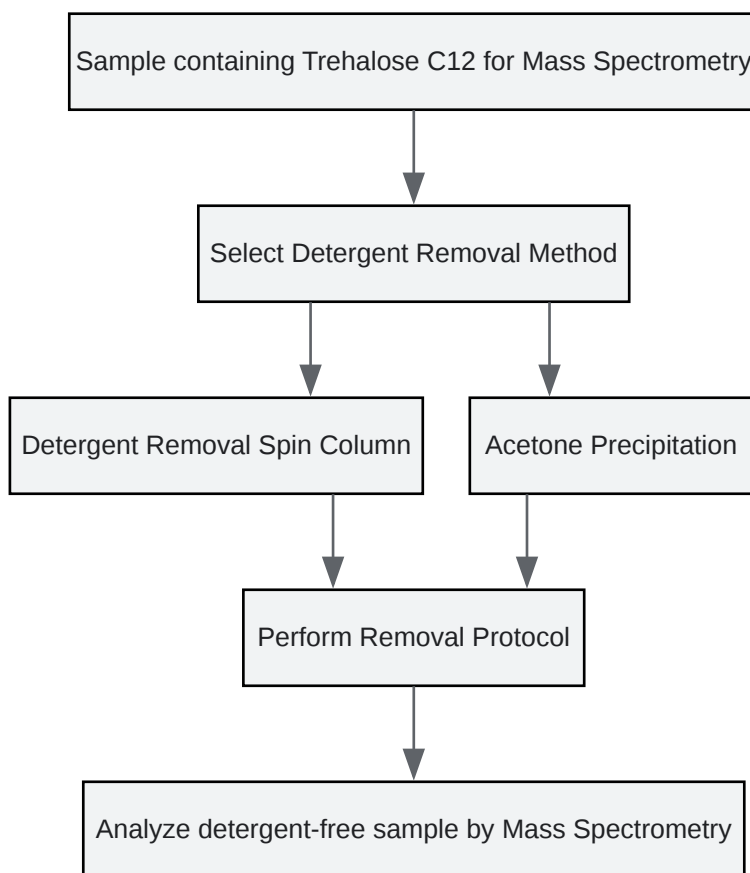 Sample containing Trehalose C12 for Mass Spectrometry
Select Detergent Removal Method
Detergent Removal Spin Column
Acetone Precipitation
Perform Removal Protocol
Analyze detergent-free sample by Mass Spectrometry